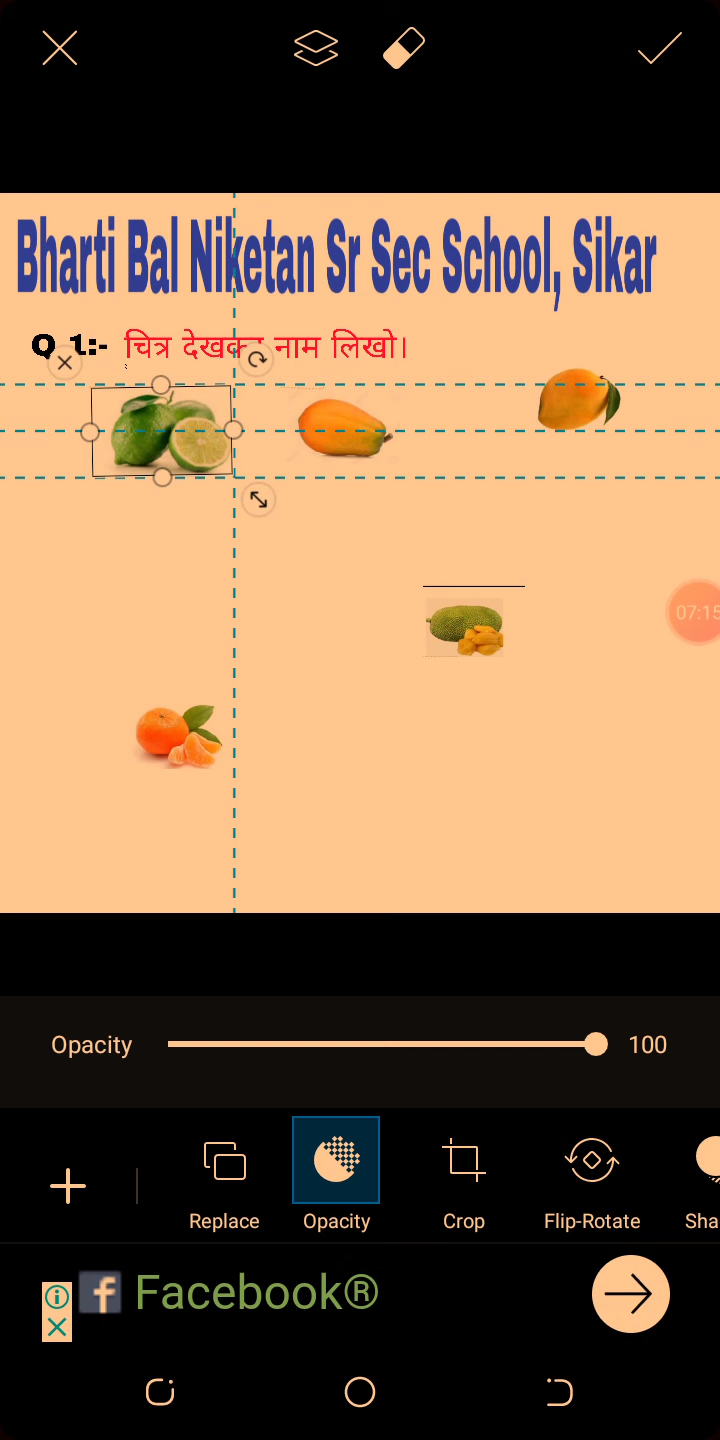 Bharti Bal Niketan Sr Sec School, Sikar
Q 1:- चित्र देखकर नाम लिखो।
07:15
Opacity 100
Replace Opacity Crop Flip-Rotate Sha
f Facebook®